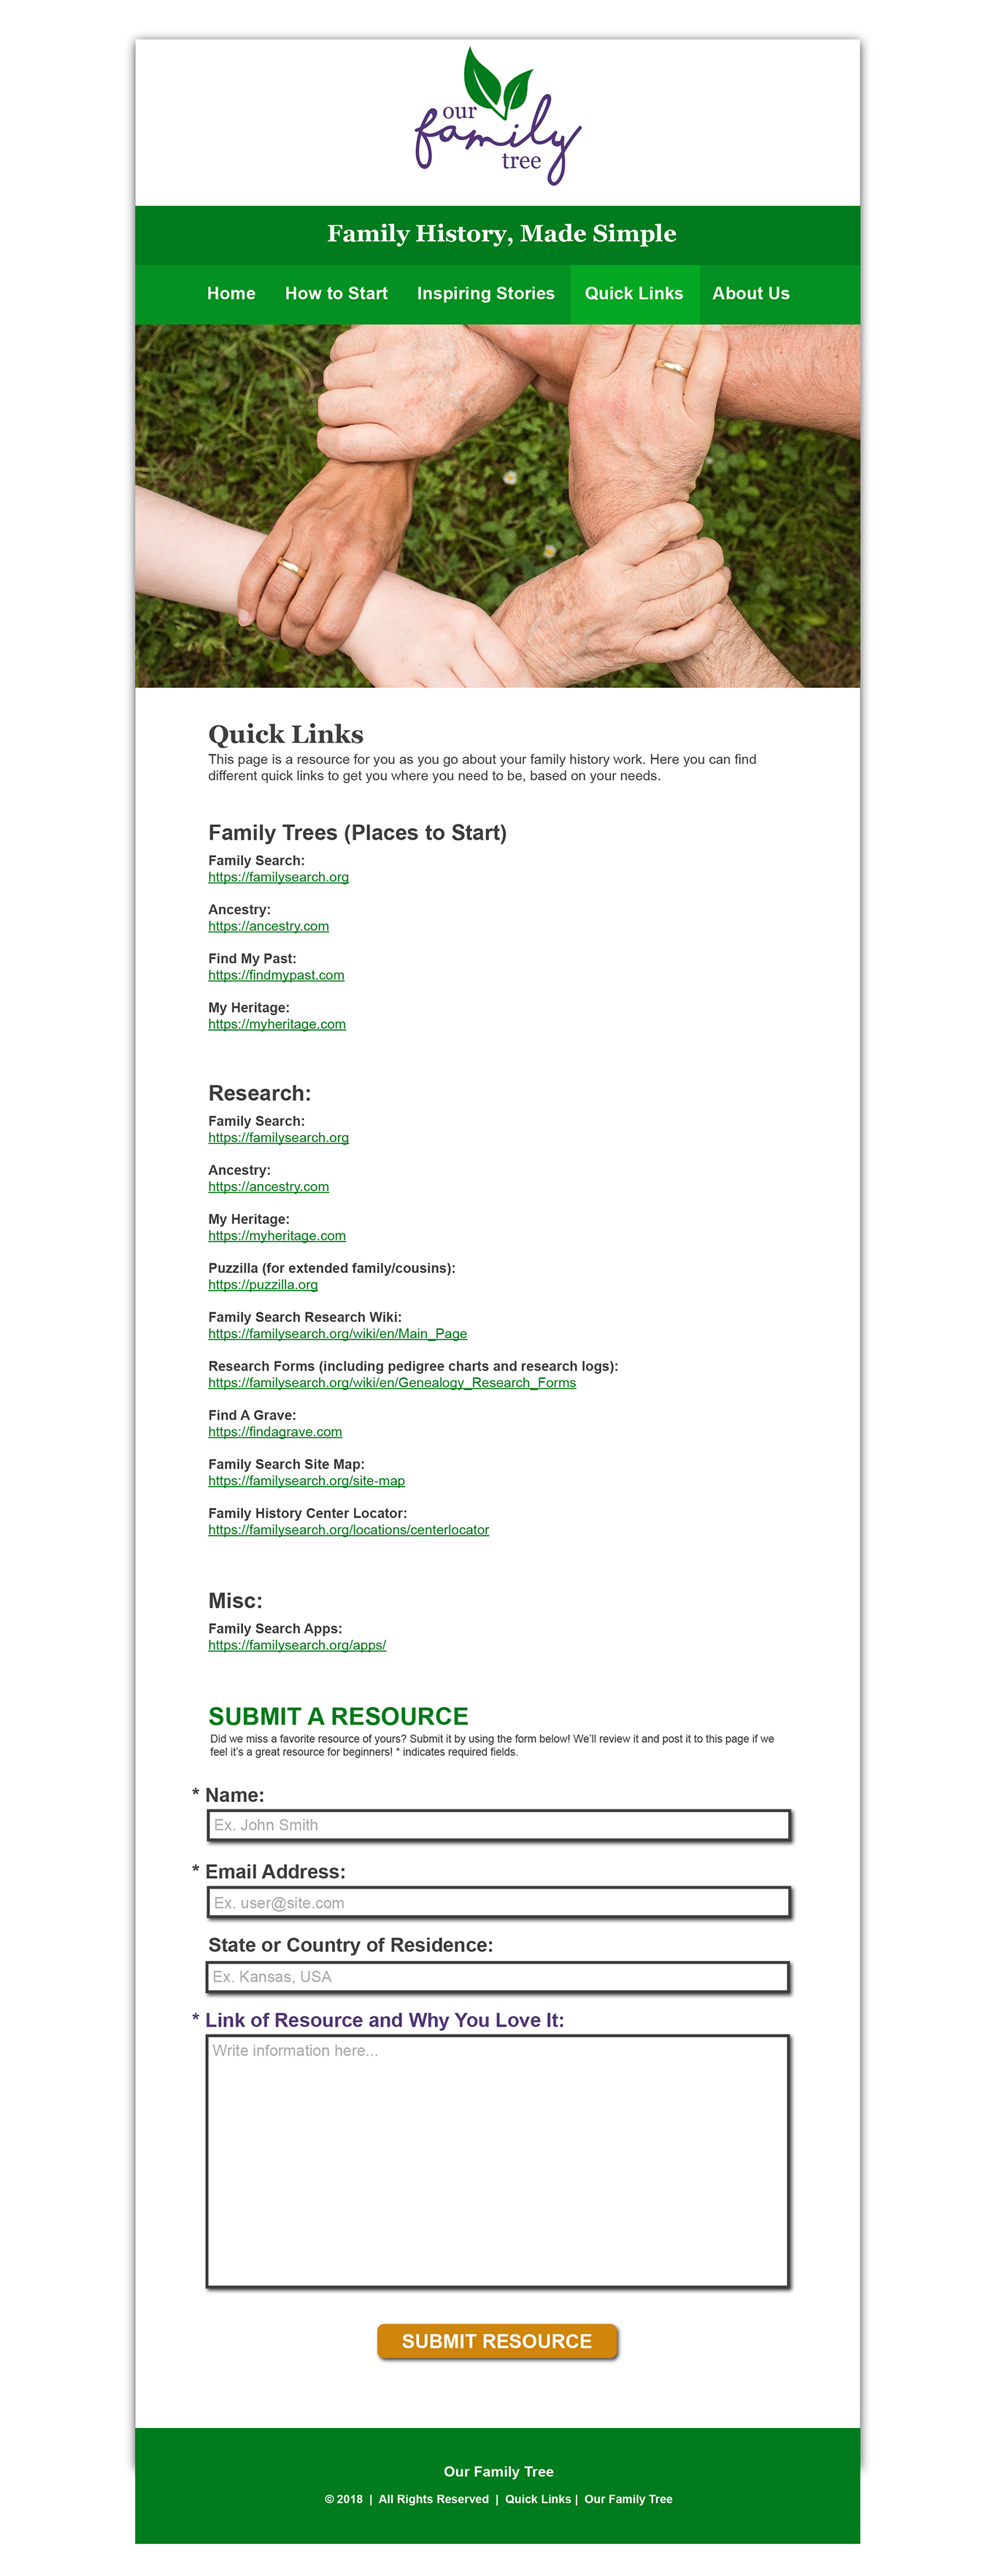 our
family
tree
Family History, Made Simple
Home How to Start Inspiring Stories Quick Links About Us
Quick Links
This page is a resource for you as you go about your family history work. Here you can find
different quick links to get you where you need to be, based on your needs.
Family Trees (Places to Start)
Family Search:
https://familysearch.org
Ancestry:
https://ancestry.com
Find My Past:
https://findmypast.com
My Heritage:
https://myheritage.com
Research:
Family Search:
https://familysearch.org
Ancestry:
https://ancestry.com
My Heritage:
https://myheritage.com
Puzzilla (for extended family/cousins):
https://puzzilla.org
Family Search Research Wiki:
https://familysearch.org/wiki/en/Main_Page
Research Forms (including pedigree charts and research logs):
https://familysearch.org/wiki/en/Genealogy_Research_Forms
Find A Grave:
https://findagrave.com
Family Search Site Map:
https://familysearch.org/site-map
Family History Center Locator:
https://familysearch.org/locations/centerlocator
Misc:
Family Search Apps:
https://familysearch.org/apps/
SUBMIT A RESOURCE
Did we miss a favorite resource of yours? Submit it by using the form below! We'll review it and post it to this page if we
feel it's a great resource for beginners! * indicates required fields.
* Name:
Ex. John Smith
* Email Address:
Ex. user@site.com
State or Country of Residence:
Ex. Kansas, USA
* Link of Resource and Why You Love It:
Write information here...
SUBMIT RESOURCE
Our Family Tree
© 2018 | All Rights Reserved | Quick Links | Our Family Tree